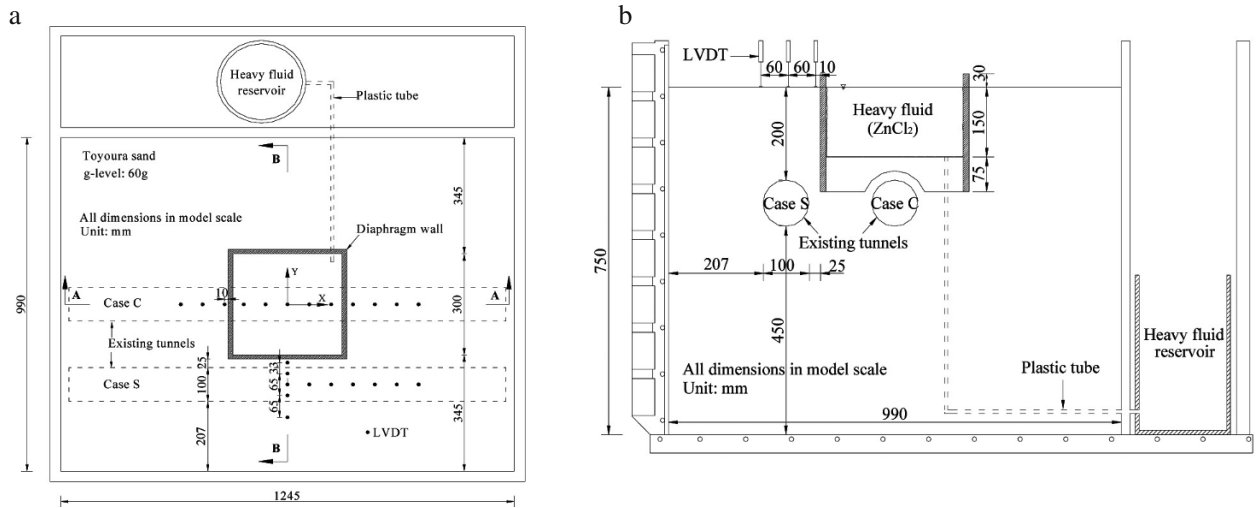 a
Heavy fluid
reservoir
Plastic tube
B
Toyoura sand
g-level: 60g
All dimensions in model scale
Unit: mm
Diaphragm wall
345
990
300
345
10
Y
X
A
A
Case C
Existing tunnels
Case S
25
33
100
65
65
207
LVDT
B
1245
b
LVDT
60
60
10
30
Heavy fluid
(ZnCl₂)
200
150
75
Case S
Case C
Existing tunnels
750
207
100
25
450
Heavy fluid
reservoir
All dimensions in model scale
Unit: mm
Plastic tube
990